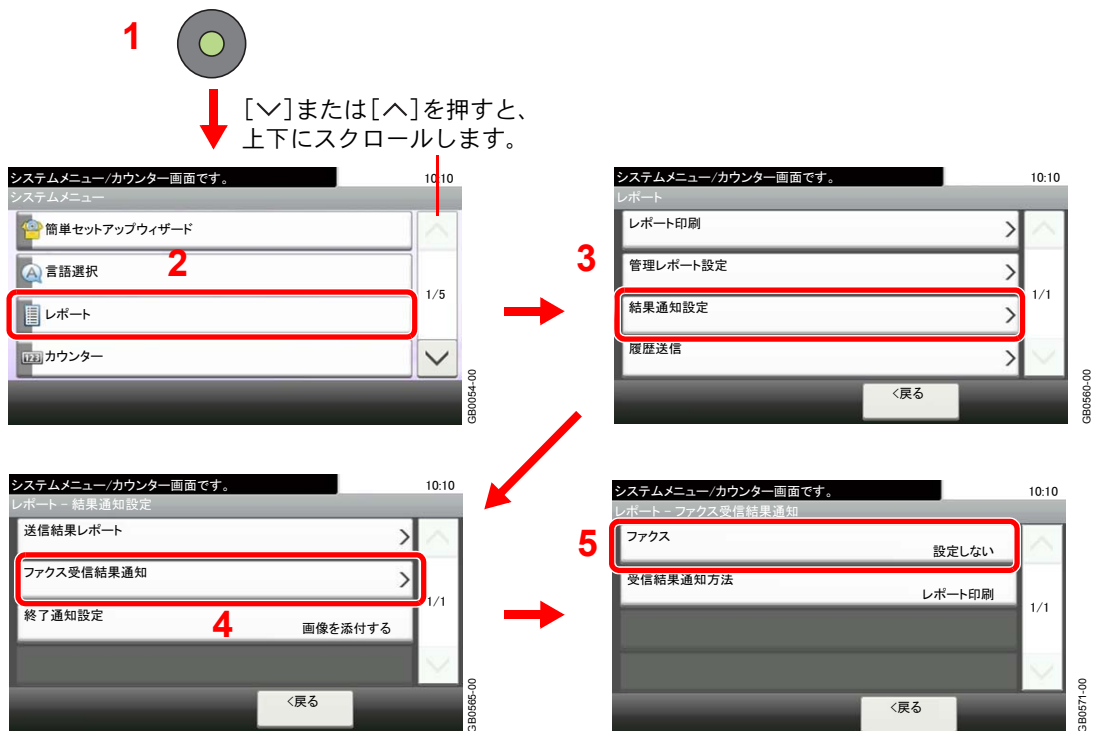 1
[∨]または[∧]を押すと、
上下にスクロールします。
システムメニュー/カウンター画面です。
10:10
システムメニュー
簡単セットアップウィザード
言語選択
2
レポート
1/5
123 カウンター
GB0054-00
システムメニュー/カウンター画面です。
10:10
レポート
レポート印刷
3
管理レポート設定
結果通知設定
1/1
履歴送信
<戻る
GB0560-00
システムメニュー/カウンター画面です。
10:10
レポート - 結果通知設定
送信結果レポート
ファクス受信結果通知
1/1
終了通知設定
4
画像を添付する
<戻る
GB0565-00
システムメニュー/カウンター画面です。
10:10
レポート - ファクス受信結果通知
5
ファクス
設定しない
受信結果通知方法
レポート印刷
1/1
<戻る
GB0571-00